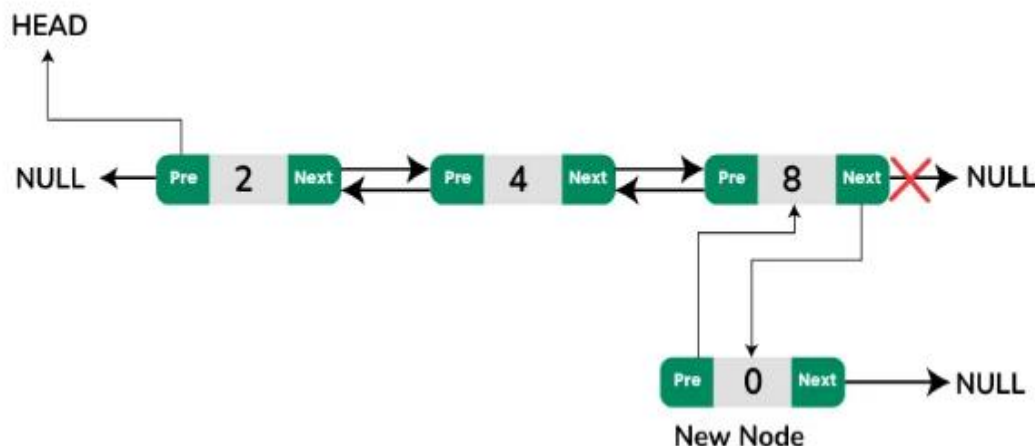 HEAD
NULL Pre 2 Next Pre 4 Next Pre 8 Next NULL
Pre 0 Next NULL
New Node